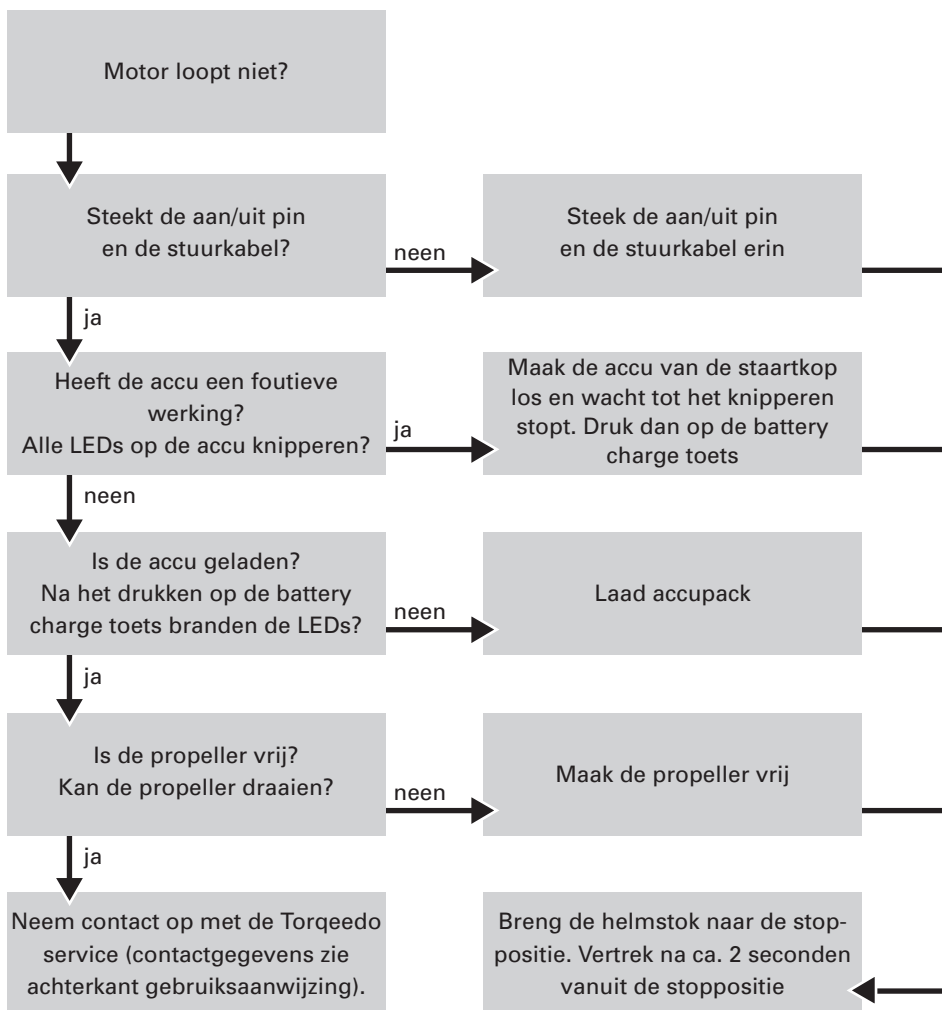 Motor loopt niet?
Steekt de aan/uit pin
en de stuurkabel?
neen
Steek de aan/uit pin
en de stuurkabel erin
ja
Heeft de accu een foutieve
werking?
Alle LEDs op de accu knipperen?
ja
Maak de accu van de staartkop
los en wacht tot het knipperen
stopt. Druk dan op de battery
charge toets
neen
Is de accu geladen?
Na het drukken op de battery
charge toets branden de LEDs?
neen
Laad accupack
ja
Is de propeller vrij?
Kan de propeller draaien?
neen
Maak de propeller vrij
ja
Neem contact op met de Torqeedo
service (contactgegevens zie
achterkant gebruiksaanwijzing).
Breng de helmstok naar de stop-
positie. Vertrek na ca. 2 seconden
vanuit de stoppositie